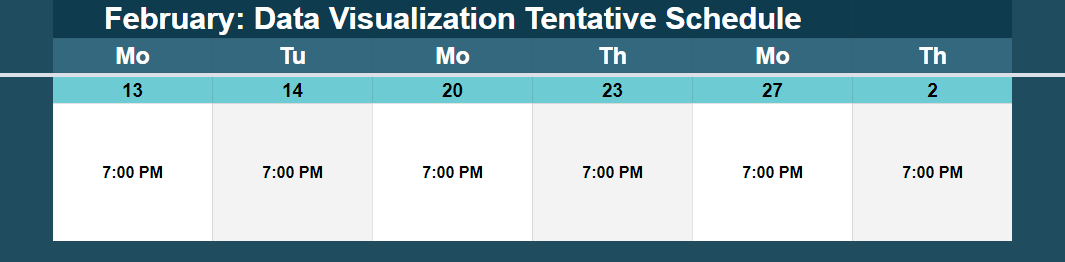 February: Data Visualization Tentative Schedule
Mo Tu Mo Th Mo Th
13 14 20 23 27 2
7:00 PM 7:00 PM 7:00 PM 7:00 PM 7:00 PM 7:00 PM